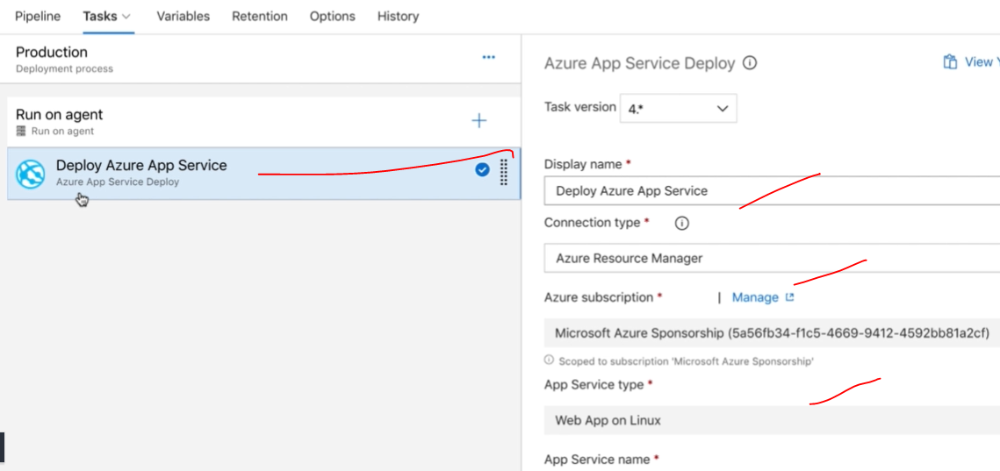 Pipeline Tasks Variables Retention Options History
Production
Deployment process
Run on agent
Run on agent
Deploy Azure App Service
Azure App Service Deploy
Azure App Service Deploy
View
Task version 4.*
Display name *
Deploy Azure App Service
Connection type *
Azure Resource Manager
Azure subscription * | Manage
Microsoft Azure Sponsorship (5a56fb34-f1c5-4669-9412-4592bb81a2cf)
Scoped to subscription 'Microsoft Azure Sponsorship'
App Service type *
Web App on Linux
App Service name *